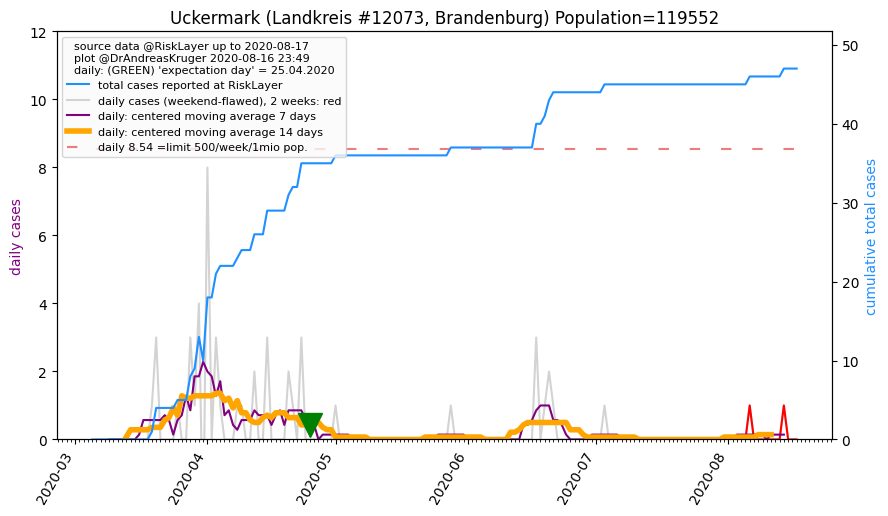 Uckermark (Landkreis #12073, Brandenburg) Population=119552
source data @RiskLayer up to 2020-08-17
plot @DrAndreasKruger 2020-08-16 23:49
daily: (GREEN) 'expectation day' = 25.04.2020
total cases reported at RiskLayer
daily cases (weekend-flawed), 2 weeks: red
daily: centered moving average 7 days
daily: centered moving average 14 days
daily 8.54 =limit 500/week/1mio pop.
daily cases
12
10
8
6
4
2
0
50
40
30
20
10
0
cumulative total cases
2020-03
2020-04
2020-05
2020-06
2020-07
2020-08